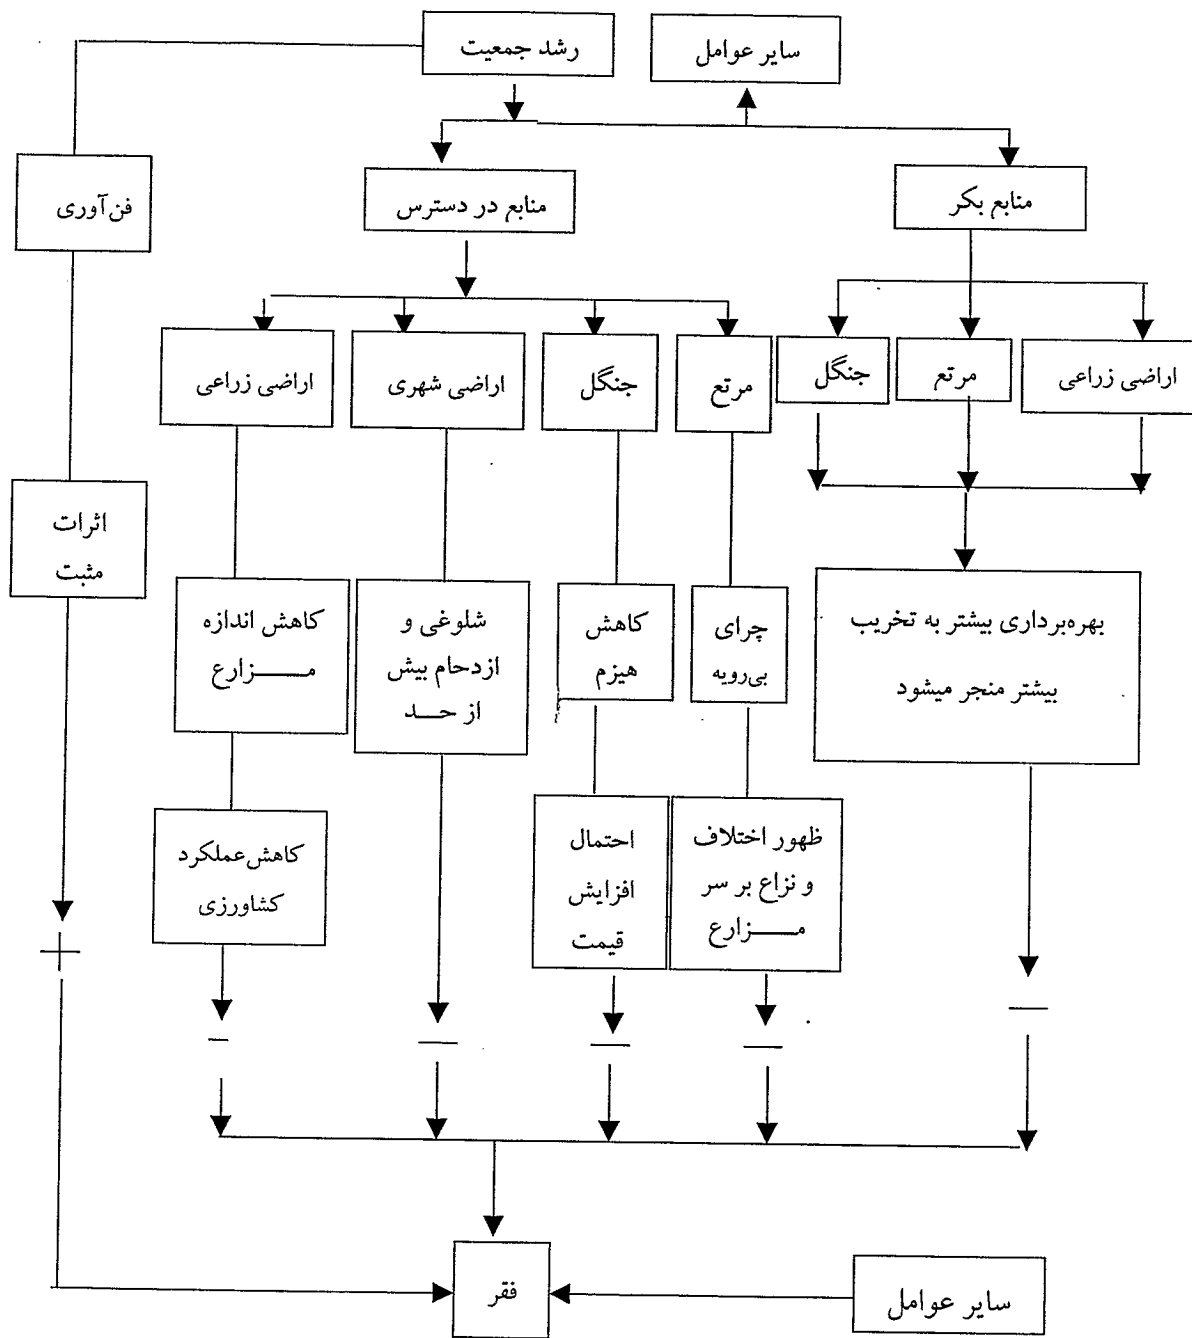 سایر عوامل
رشد جمعیت
فن‌آوری
منابع بکر
منابع در دسترس
اراضی زراعی
مرتع
جنگل
مرتع
جنگل
اراضی شهری
اراضی زراعی
اثرات
مثبت
بهره‌برداری بیشتر به تخریب
بیشتر منجر میشود
چرای
بی‌رویه
کاهش
هیزم
شلوغی و
ازدحام بیش
از حد
کاهش اندازه
مزارع
ظهور اختلاف
و نزاع بر سر
مزارع
احتمال
افزایش
قیمت
کاهش عملکرد
کشاورزی
+
–
–
–
–
–
فقر
سایر عوامل